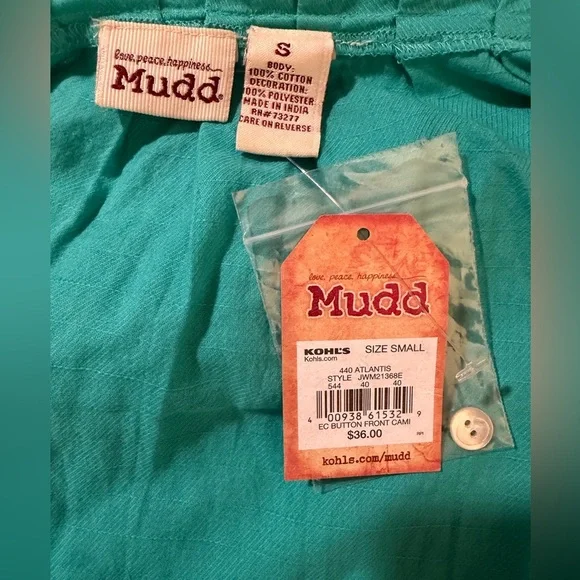 love, peace, happiness
Mudd®
S
BODY:
100% COTTON
DECORATION:
100% POLYESTER
MADE IN INDIA
RN# 73277
CARE ON REVERSE
love, peace, happiness
Mudd
KOHL'S SIZE SMALL
Kohls.com
440 ATLANTIS
STYLE JWM21368E
544 40 40
4 00938 61532 9
EC BUTTON FRONT CAMI
$36.00
kohls.com/mudd